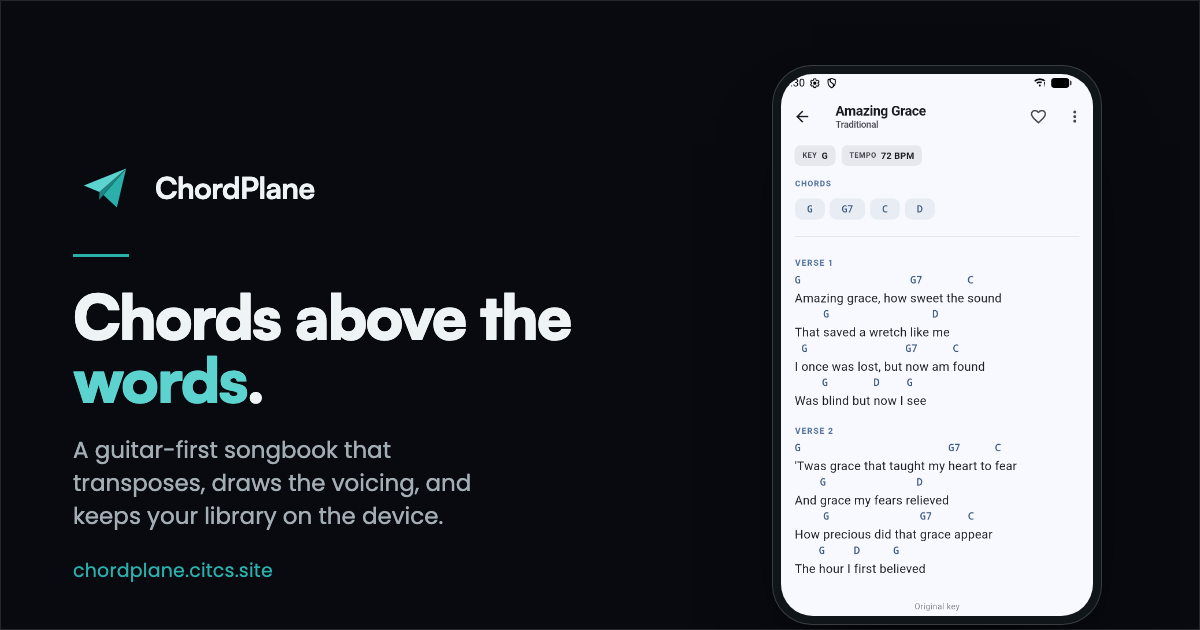 ChordPlane
Chords above the
words.
A guitar-first songbook that
transposes, draws the voicing, and
keeps your library on the device.
chordplane.citcs.site
:30
Amazing Grace
Traditional
KEY G TEMPO 72 BPM
CHORDS
G G7 C D
VERSE 1
G G7 C
Amazing grace, how sweet the sound
G D
That saved a wretch like me
G G7 C
I once was lost, but now am found
G D G
Was blind but now I see
VERSE 2
G G7 C
'Twas grace that taught my heart to fear
G D
And grace my fears relieved
G G7 C
How precious did that grace appear
G D G
The hour I first believed
Original key